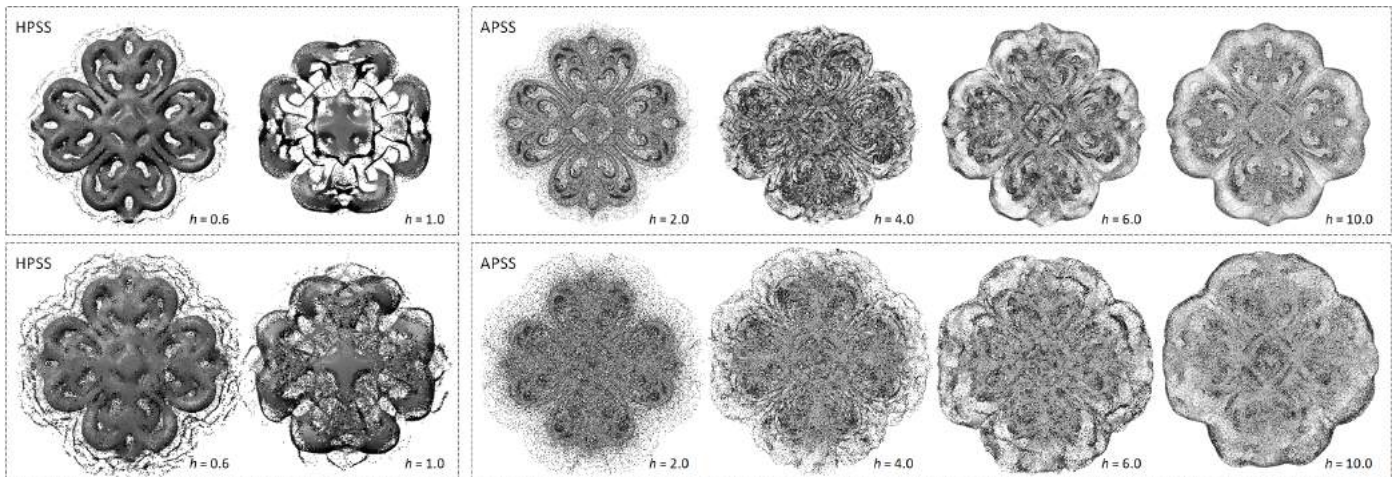 HPSS
h = 0.6
h = 1.0
APSS
h = 2.0
h = 4.0
h = 6.0
h = 10.0
HPSS
h = 0.6
h = 1.0
APSS
h = 2.0
h = 4.0
h = 6.0
h = 10.0